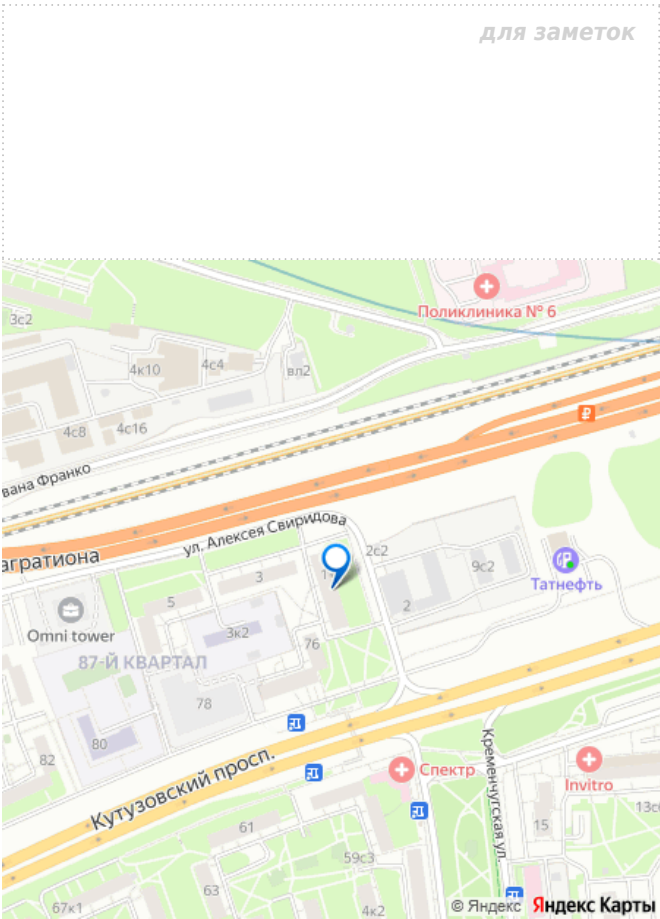 для заметок
Поликлиника № 6
3с2
4к10
4с4
вл2
4с8
4с16
вана Франко
ул. Алексея Свиридова
агратиона
2с2
9с2
Татнефть
3
5
2
Omni tower
3к2
76
87-Й КВАРТАЛ
78
80
82
Кутузовский просп.
Спектр
Кременчугская ул.
Invitro
13с
15
61
59с3
63
67к1
4к2
© Яндекс Яндекс Карты